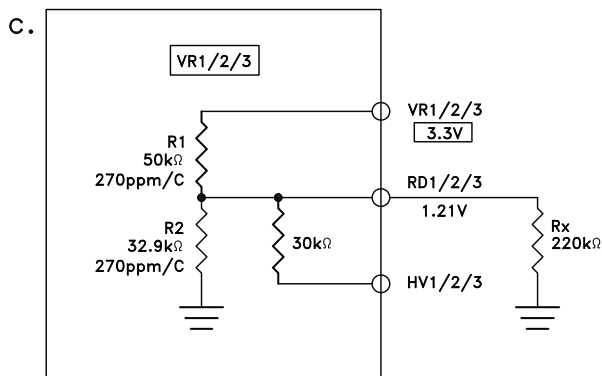 C.
VR1/2/3
VR1/2/3
3.3V
R1
50kΩ
270ppm/C
RD1/2/3
1.21V
R2
32.9kΩ
270ppm/C
30kΩ
Rx
220kΩ
HV1/2/3